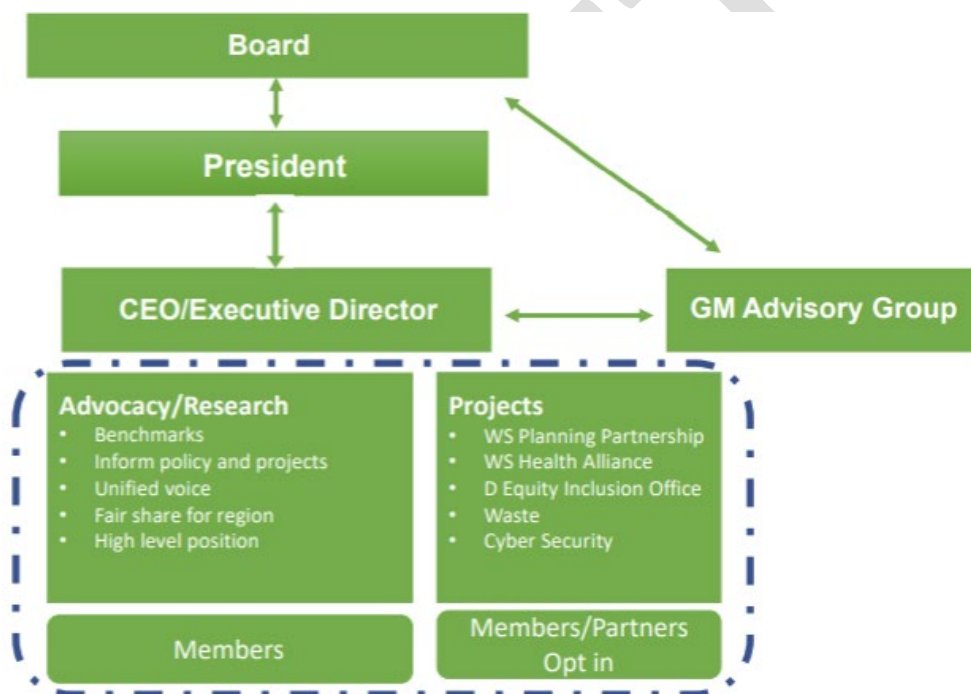 Board
President
CEO/Executive Director
GM Advisory Group
Advocacy/Research
• Benchmarks
• Inform policy and projects
• Unified voice
• Fair share for region
• High level position
Projects
• WS Planning Partnership
• WS Health Alliance
• D Equity Inclusion Office
• Waste
• Cyber Security
Members
Members/Partners
Opt in